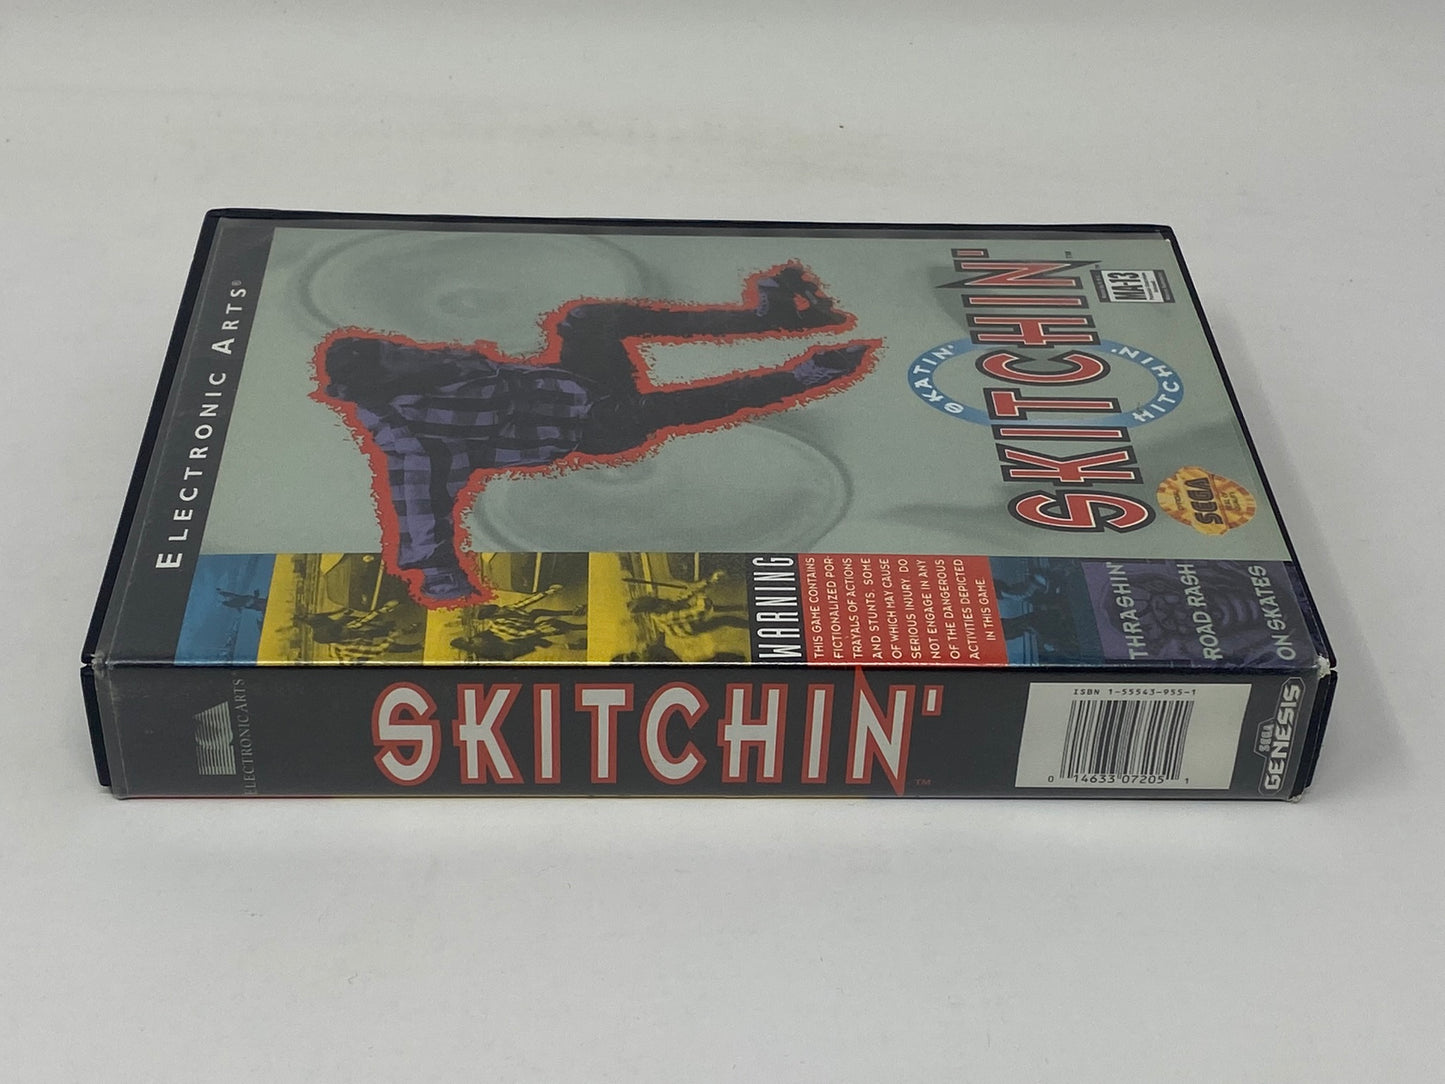 ELECTRONIC ARTS®
SKATIN'
SKITCHIN'™
HITCHIN'
MA-13
SEGA
WARNING
THIS GAME CONTAINS
FICTIONALIZED POR-
TRAYALS OF ACTIONS
AND STUNTS. SOME
OF WHICH MAY CAUSE
SERIOUS INJURY. DO
NOT ENGAGE IN ANY
OF THE DANGEROUS
ACTIVITIES DEPICTED
IN THIS GAME
THRASHIN'
ROAD RASH
ON SKATES
ELECTRONIC ARTS®
SKITCHIN'™
ISBN 1-55543-955-1
0 14633 07205 1
SEGA
GENESIS